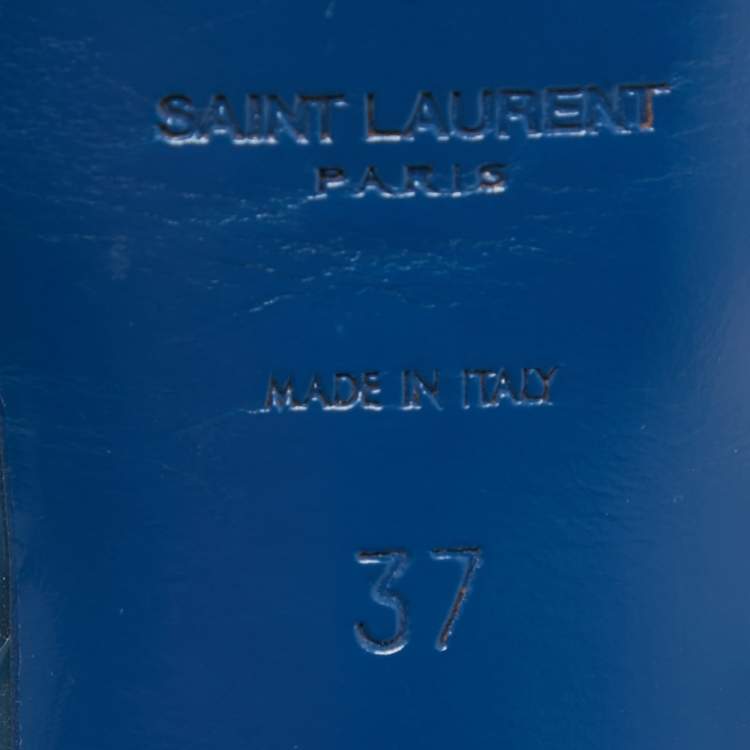 SAINT LAURENT
PARIS
MADE IN ITALY
37